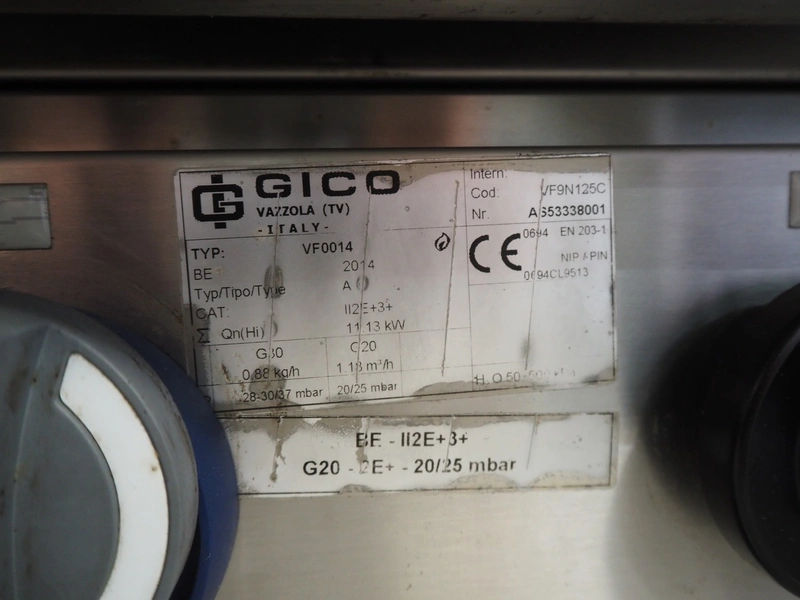 GICO
VAZZOLA (TV)
-ITALY-
Intern.
Cod: VF9N125C
Nr. A653338001
TYP: VF0014
BE 2014
Typ/Tipo/Type A
CAT: II2E+3+
Σ Qn(Hi) 11.13 kW
G30 G20
0,88 kg/h 1.18 m³/h
28-30/37 mbar 20/25 mbar
CE 0694 EN 203-1
NIP / PIN
0694CL9513
BE - II2E+3+
G20 - 2E+ - 20/25 mbar